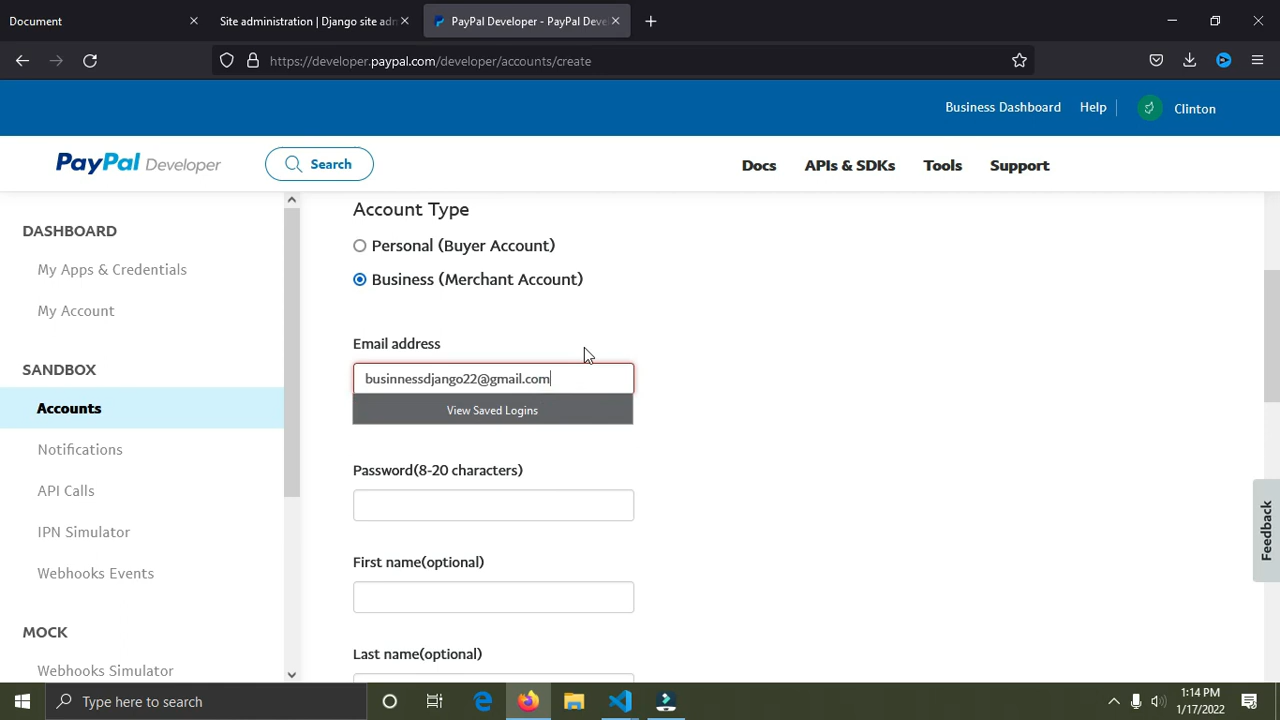 Document
Site administration | Django site adm
PayPal Developer - PayPal Deve
https://developer.paypal.com/developer/accounts/create
Business Dashboard
Help
Clinton
PayPal Developer
Search
Docs
APIs & SDKs
Tools
Support
DASHBOARD
My Apps & Credentials
My Account
SANDBOX
Accounts
Notifications
API Calls
IPN Simulator
Webhooks Events
MOCK
Webhooks Simulator
Account Type
Personal (Buyer Account)
Business (Merchant Account)
Email address
businnessdjango22@gmail.com
View Saved Logins
Password(8-20 characters)
First name(optional)
Last name(optional)
Feedback
Type here to search
1:14 PM
1/17/2022